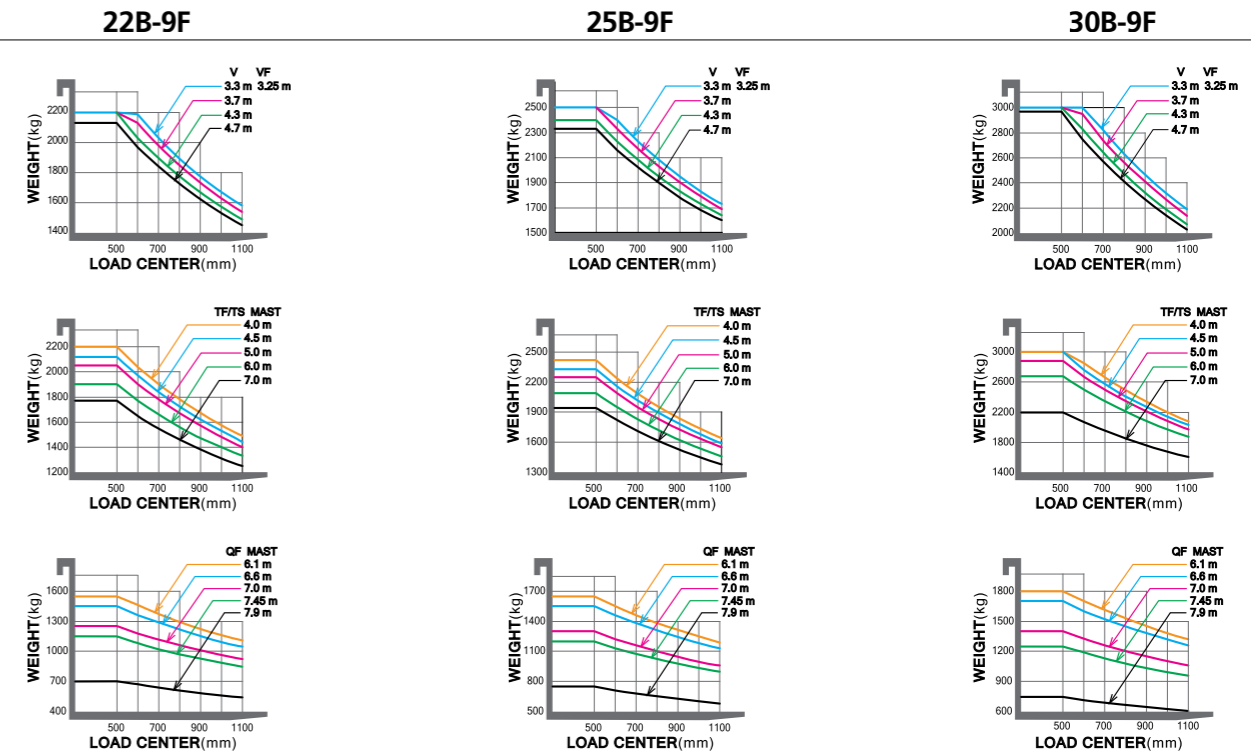 22B-9F 25B-9F 30B-9F
V VF
3.3 m 3.25 m
3.7 m
4.3 m
4.7 m
WEIGHT(kg)
2200
2000
1800
1600
1400
500 700 900 1100
LOAD CENTER(mm)
V VF
3.3 m 3.25 m
3.7 m
4.3 m
4.7 m
WEIGHT(kg)
2500
2300
2100
1900
1700
1500
500 700 900 1100
LOAD CENTER(mm)
V VF
3.3 m 3.25 m
3.7 m
4.3 m
4.7 m
WEIGHT(kg)
3000
2800
2600
2400
2200
2000
500 700 900 1100
LOAD CENTER(mm)
TF/TS MAST
4.0 m
4.5 m
5.0 m
6.0 m
7.0 m
WEIGHT(kg)
2200
2000
1800
1600
1400
1200
500 700 900 1100
LOAD CENTER(mm)
TF/TS MAST
4.0 m
4.5 m
5.0 m
6.0 m
7.0 m
WEIGHT(kg)
2500
2200
1900
1600
1300
500 700 900 1100
LOAD CENTER(mm)
TF/TS MAST
4.0 m
4.5 m
5.0 m
6.0 m
7.0 m
WEIGHT(kg)
3000
2600
2200
1800
1400
500 700 900 1100
LOAD CENTER(mm)
QF MAST
6.1 m
6.6 m
7.0 m
7.45 m
7.9 m
WEIGHT(kg)
1600
1300
1000
700
400
500 700 900 1100
LOAD CENTER(mm)
QF MAST
6.1 m
6.6 m
7.0 m
7.45 m
7.9 m
WEIGHT(kg)
1700
1400
1100
800
500
500 700 900 1100
LOAD CENTER(mm)
QF MAST
6.1 m
6.6 m
7.0 m
7.45 m
7.9 m
WEIGHT(kg)
1800
1500
1200
900
600
500 700 900 1100
LOAD CENTER(mm)